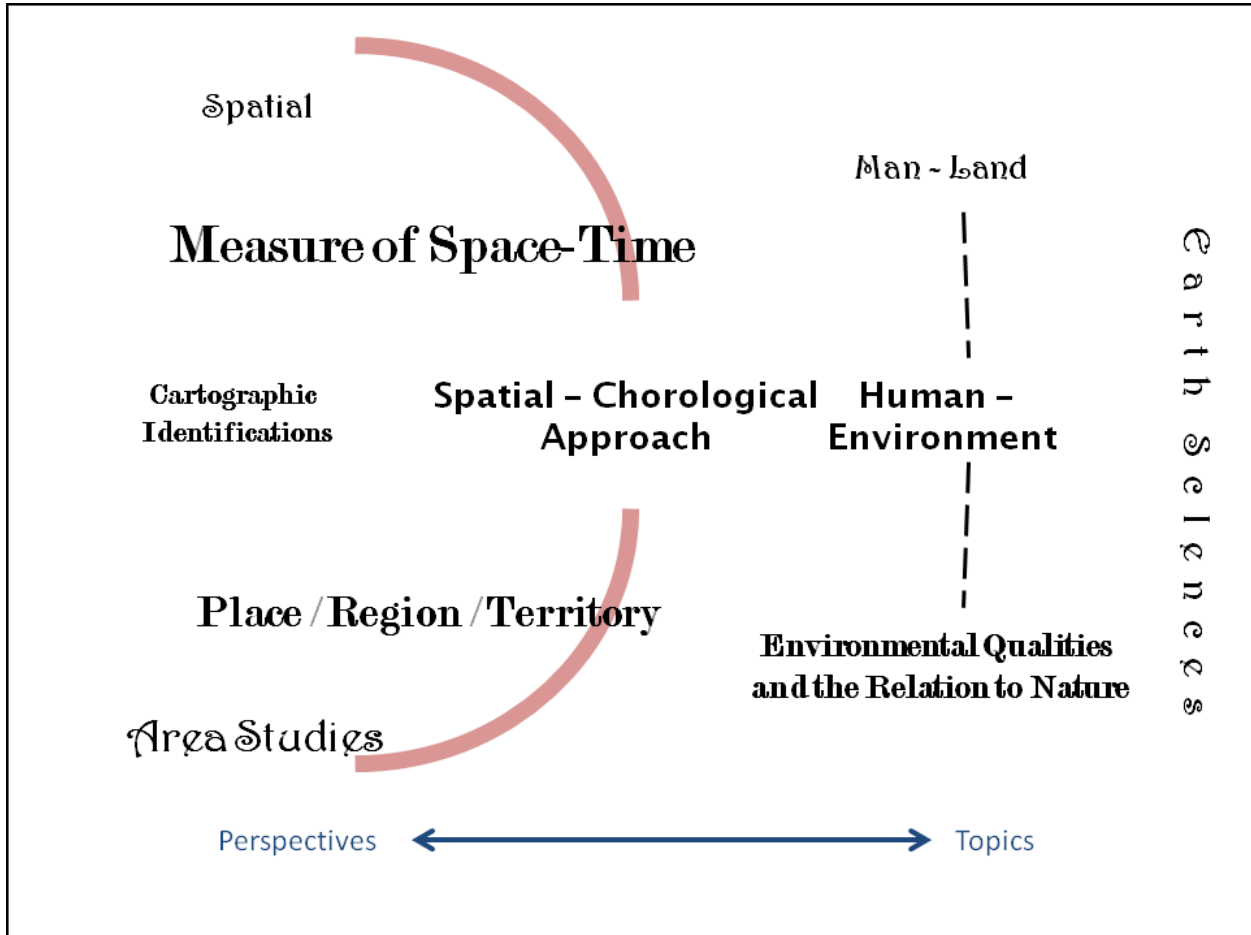 Spatial
Man - Land
Measure of Space-Time
Earth Sciences
Cartographic
Identifications
Spatial – Chorological
Approach
Human –
Environment
Place / Region / Territory
Environmental Qualities
and the Relation to Nature
Area Studies
Perspectives
Topics